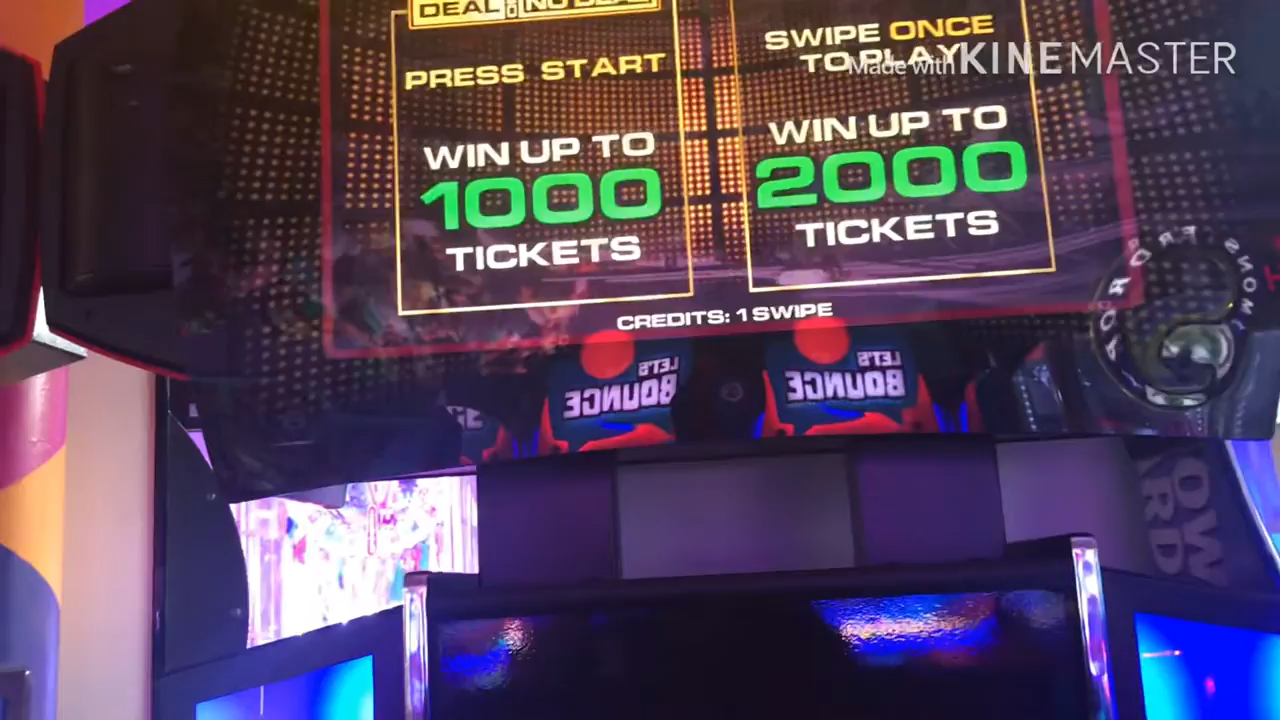 DEAL OR NO DEAL
PRESS START
WIN UP TO
1000
TICKETS
SWIPE ONCE
TO PLAY
WIN UP TO
2000
TICKETS
CREDITS: 1 SWIPE
Made with KINEMASTER
LET'S
BOUNCE
LET'S
BOUNCE